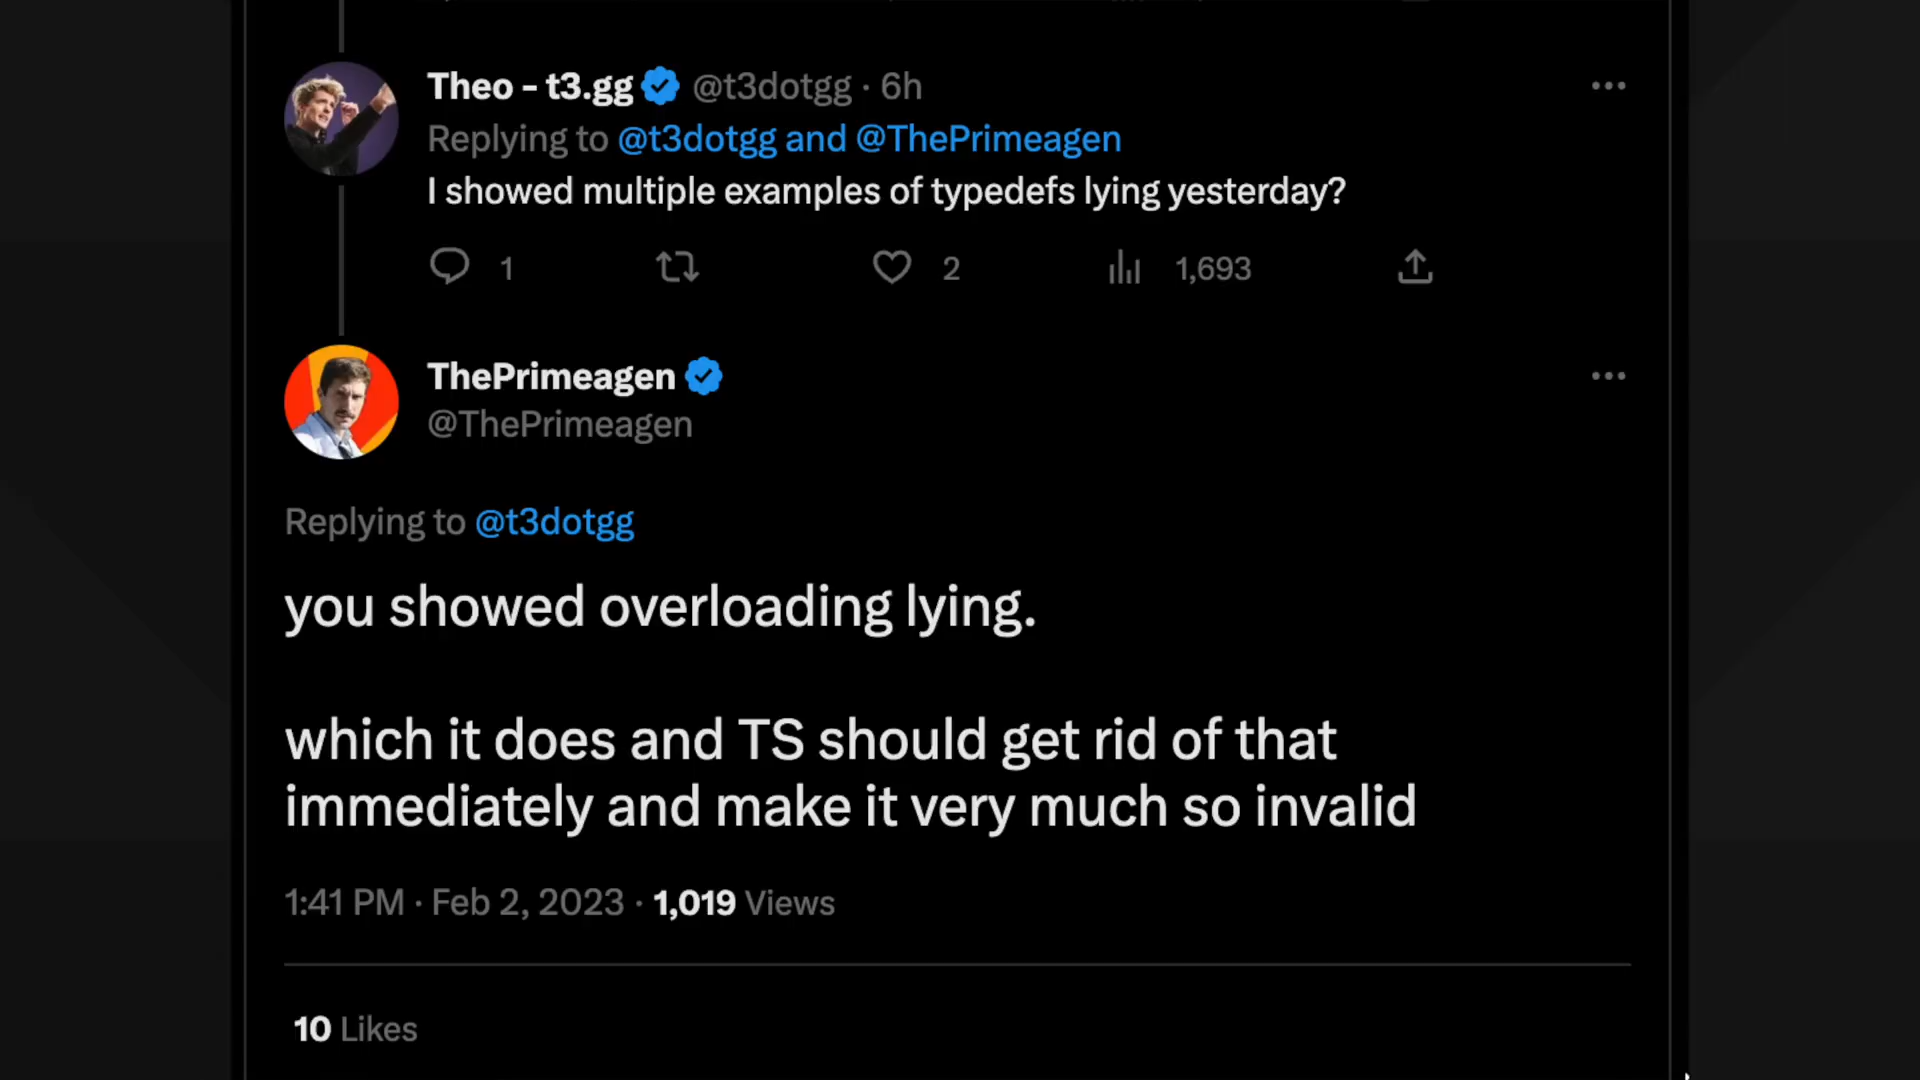 Theo - t3.gg @t3dotgg · 6h
Replying to @t3dotgg and @ThePrimeagen
I showed multiple examples of typedefs lying yesterday?
1 2 1,693
ThePrimeagen
@ThePrimeagen
Replying to @t3dotgg
you showed overloading lying.
which it does and TS should get rid of that
immediately and make it very much so invalid
1:41 PM · Feb 2, 2023 · 1,019 Views
10 Likes